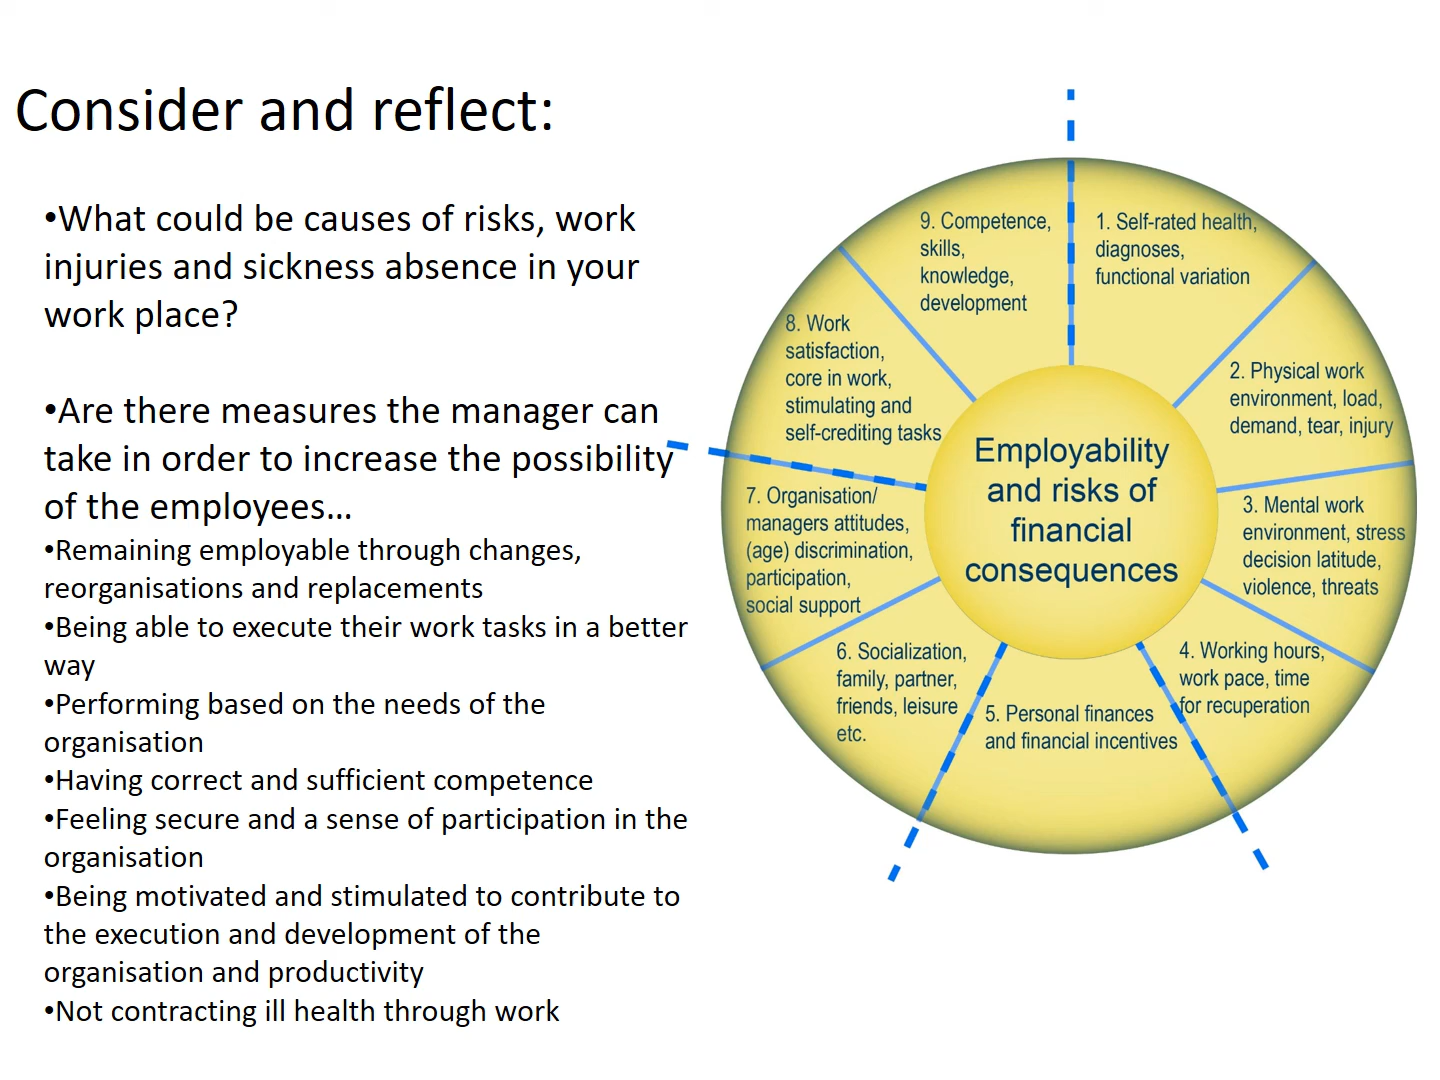 Consider and reflect:
•What could be causes of risks, work
injuries and sickness absence in your
work place?
•Are there measures the manager can
take in order to increase the possibility
of the employees...
•Remaining employable through changes,
reorganisations and replacements
•Being able to execute their work tasks in a better
way
•Performing based on the needs of the
organisation
•Having correct and sufficient competence
•Feeling secure and a sense of participation in the
organisation
•Being motivated and stimulated to contribute to
the execution and development of the
organisation and productivity
•Not contracting ill health through work
Employability
and risks of
financial
consequences
1. Self-rated health,
diagnoses,
functional variation
2. Physical work
environment, load,
demand, tear, injury
3. Mental work
environment, stress
decision latitude,
violence, threats
4. Working hours,
work pace, time
for recuperation
5. Personal finances
and financial incentives
6. Socialization,
family, partner,
friends, leisure
etc.
7. Organisation/
managers attitudes,
(age) discrimination,
participation,
social support
8. Work
satisfaction,
core in work,
stimulating and
self-crediting tasks
9. Competence,
skills,
knowledge,
development